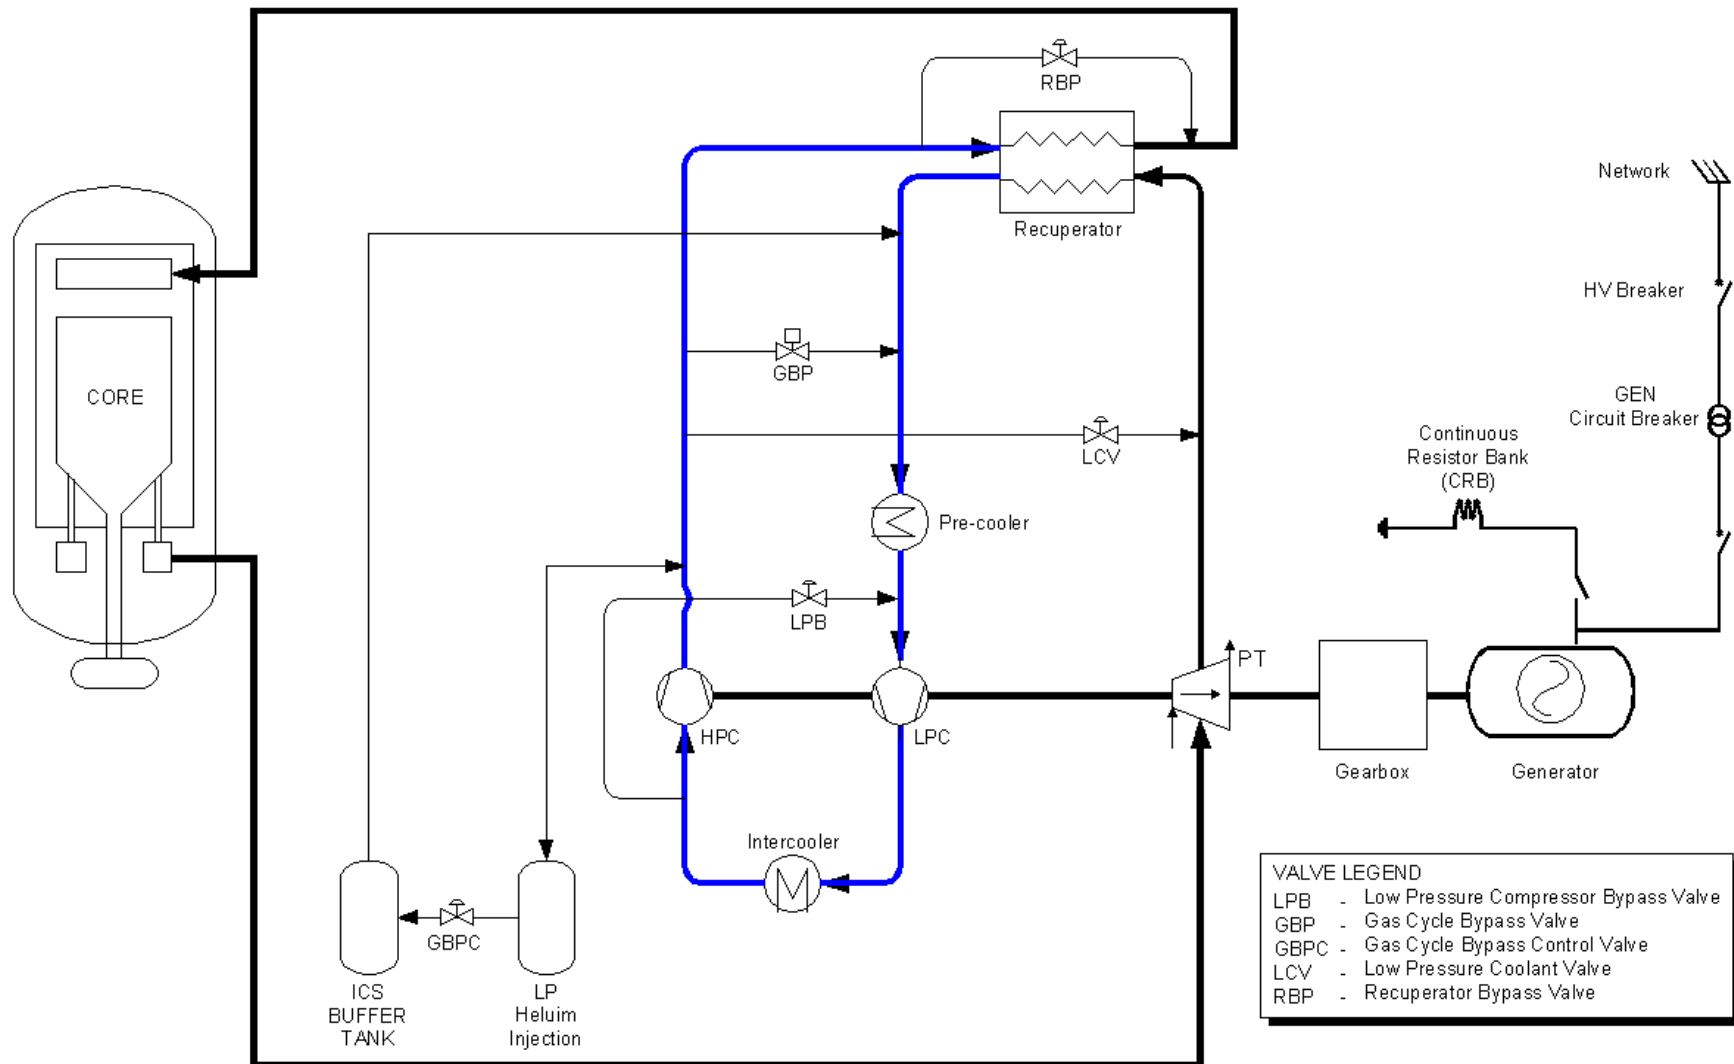 RBP
Recuperator
Network
HV Breaker
GEN
Circuit Breaker
Continuous
Resistor Bank
(CRB)
CORE
GBP
LCV
Pre-cooler
LPB
HPC
LPC
PT
Gearbox
Generator
Intercooler
GBPC
ICS
BUFFER
TANK
LP
Heluim
Injection
VALVE LEGEND
LPB - Low Pressure Compressor Bypass Valve
GBP - Gas Cycle Bypass Valve
GBPC - Gas Cycle Bypass Control Valve
LCV - Low Pressure Coolant Valve
RBP - Recuperator Bypass Valve